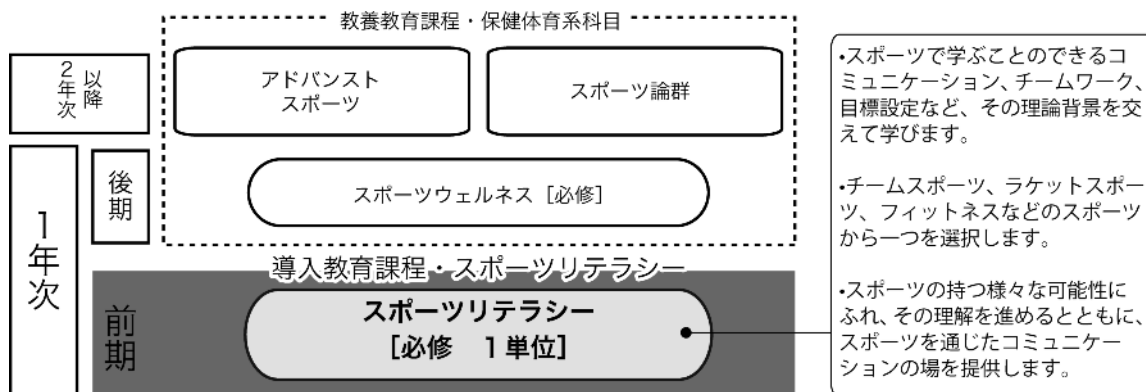 教養教育課程・保健体育系科目
2年次
以降
アドバンスト
スポーツ
スポーツ論群
1年次
後期
スポーツウェルネス［必修］
導入教育課程・スポーツリテラシー
前期
スポーツリテラシー
［必修　1単位］
•スポーツで学ぶことのできるコ
ミュニケーション、チームワーク、
目標設定など、その理論背景を交
えて学びます。
•チームスポーツ、ラケットスポー
ツ、フィットネスなどのスポーツ
から一つを選択します。
•スポーツの持つ様々な可能性に
ふれ、その理解を進めるとともに、
スポーツを通じたコミュニケー
ションの場を提供します。